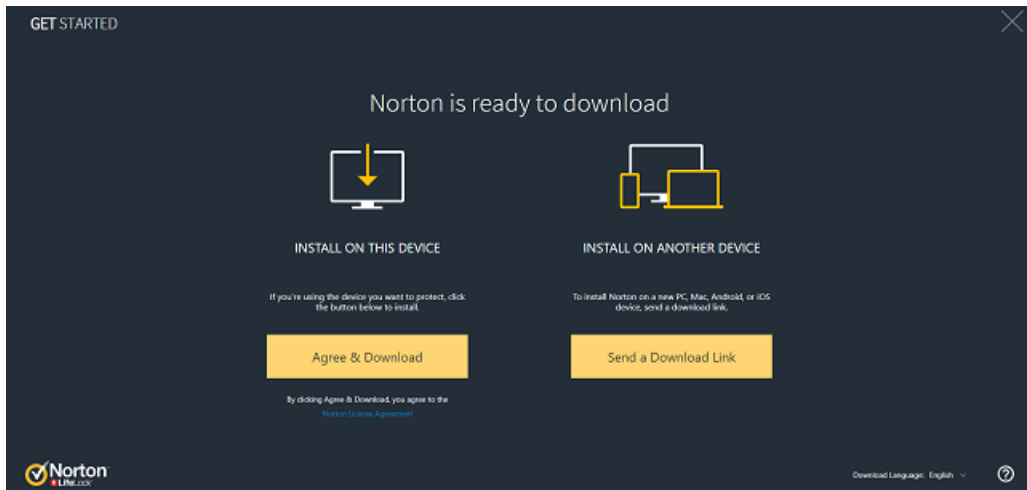 GET STARTED
Norton is ready to download
INSTALL ON THIS DEVICE
If you're using the device you want to protect, click
the button below to install.
Agree & Download
By clicking Agree & Download, you agree to the
Norton License Agreement
INSTALL ON ANOTHER DEVICE
To install Norton on a new PC, Mac, Android, or iOS
device, send a download link.
Send a Download Link
Norton
LifeLock
Download Language: English
?